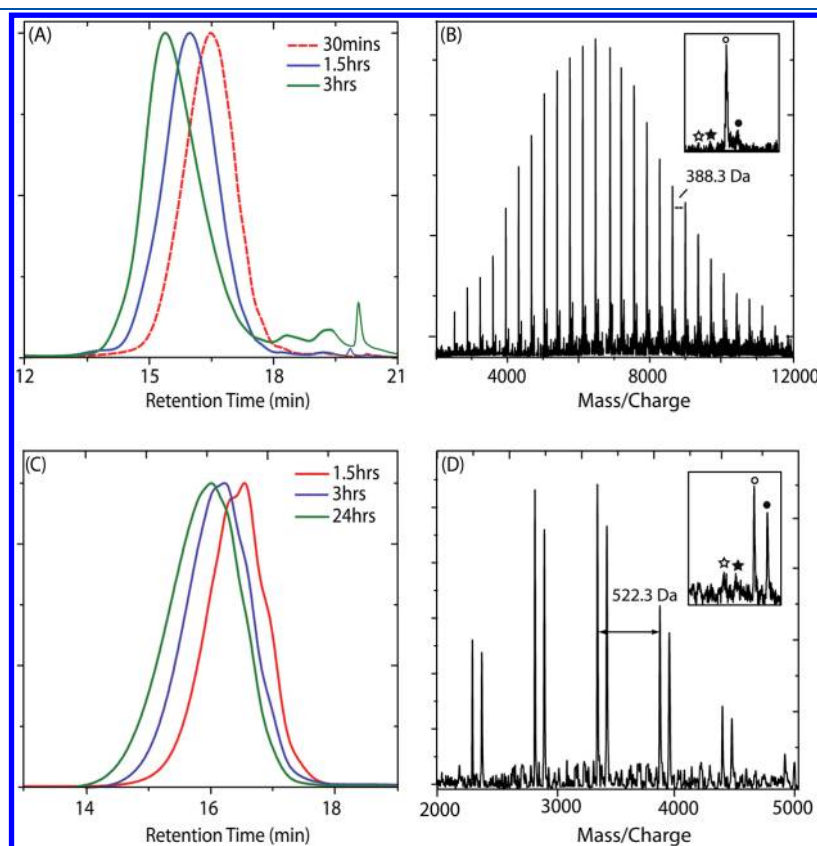 (A)
30mins
1.5hrs
3hrs
12 15 18 21
Retention Time (min)
(B)
388.3 Da
4000 8000 12000
Mass/Charge
(C)
1.5hrs
3hrs
24hrs
14 16 18
Retention Time (min)
(D)
522.3 Da
2000 3000 4000 5000
Mass/Charge